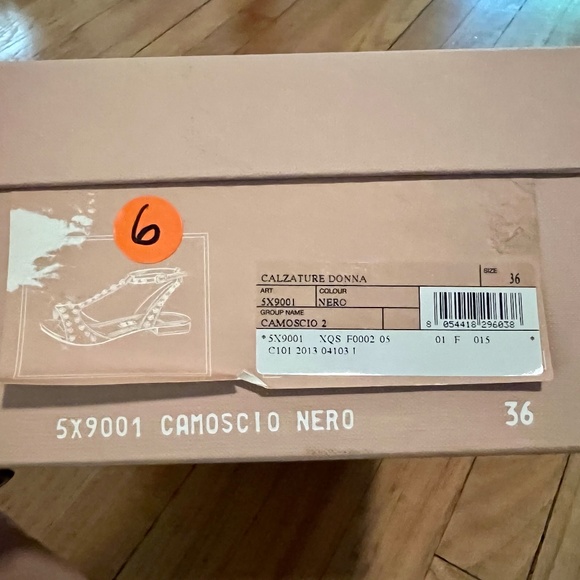 6
CALZATURE DONNA
SIZE 36
ART. COLOUR
5X9001 NERO
GROUP NAME
CAMOSCIO 2
8 054418 296038
*5X9001 XQS F0002 05 01 F 015 *
C101 2013 04103 1
5X9001 CAMOSCIO NERO 36